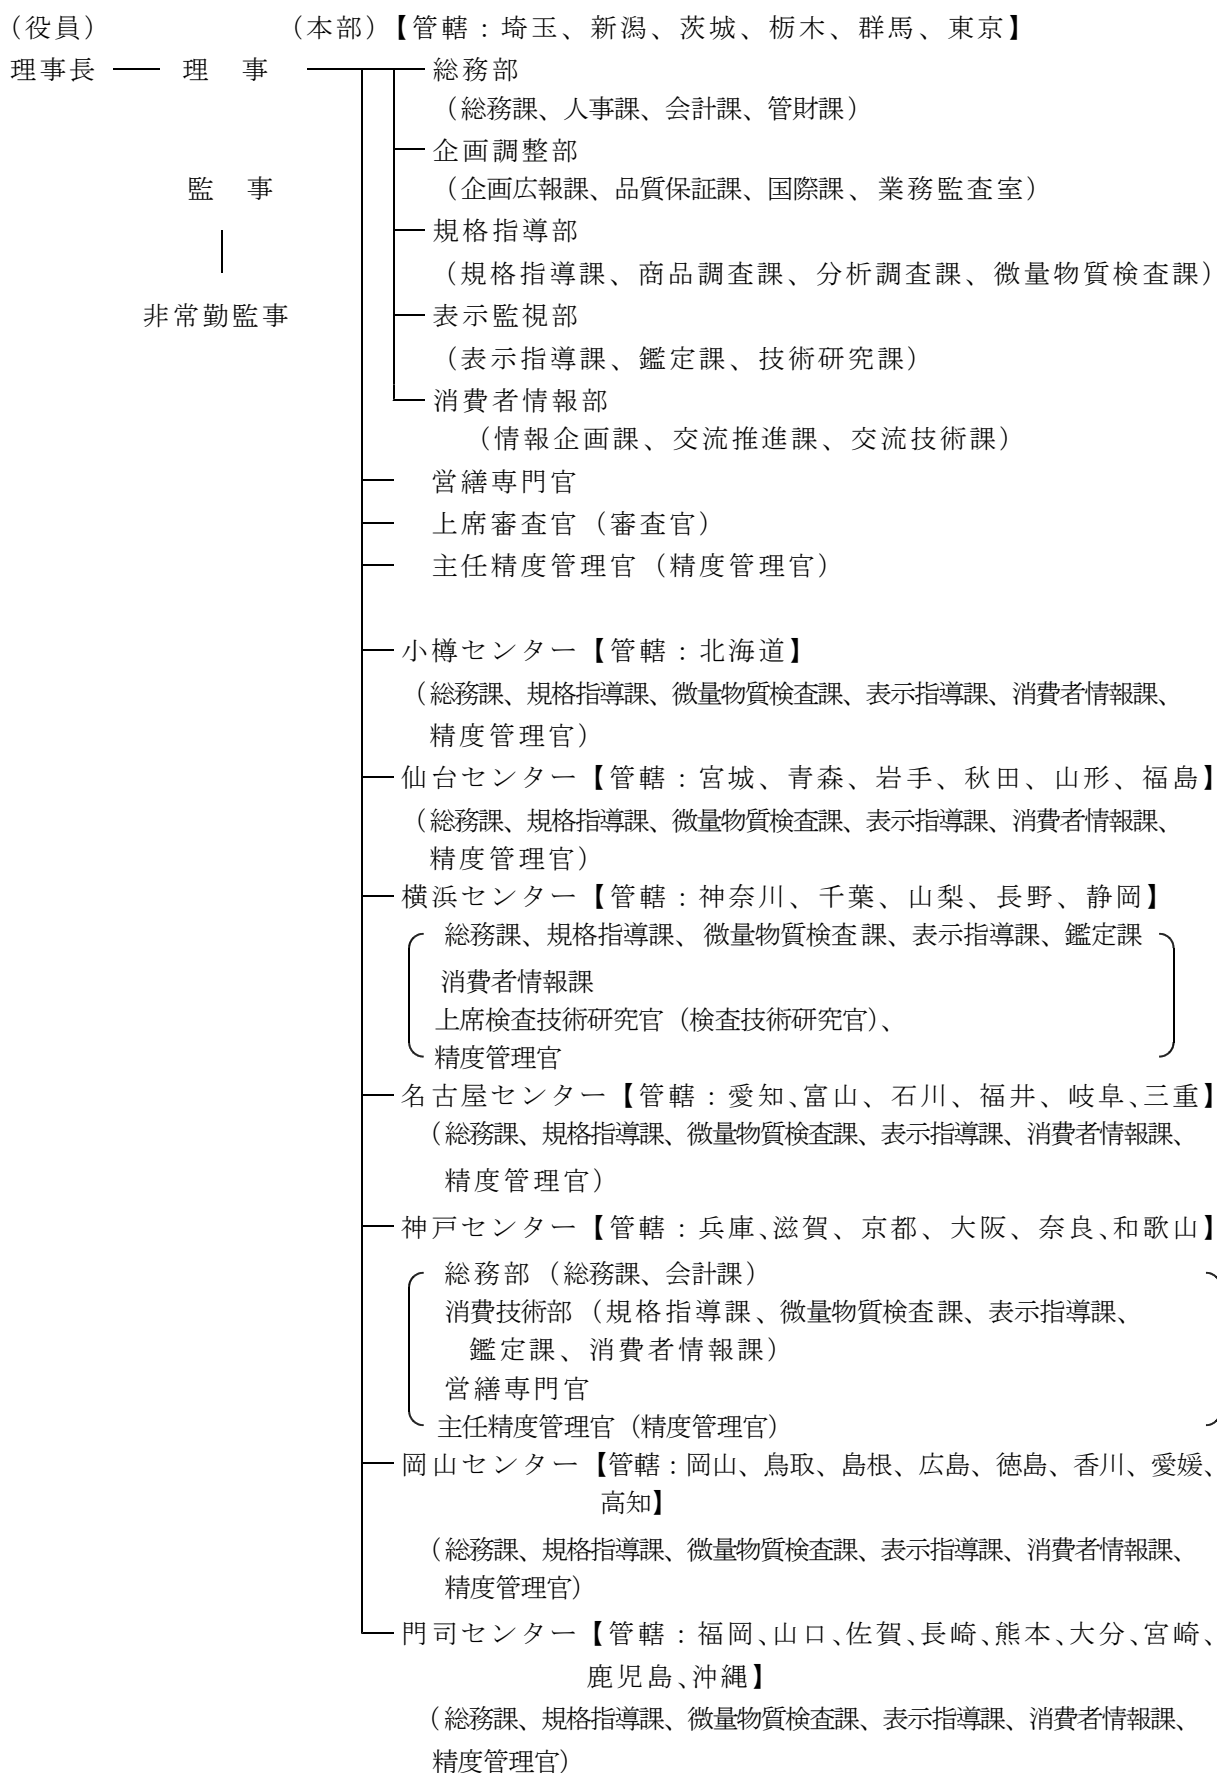 （役員） （本部）【管轄：埼玉、新潟、茨城、栃木、群馬、東京】
理事長 理 事 総務部
（総務課、人事課、会計課、管財課）
企画調整部
監 事 （企画広報課、品質保証課、国際課、業務監査室）
規格指導部
（規格指導課、商品調査課、分析調査課、微量物質検査課）
非常勤監事 表示監視部
（表示指導課、鑑定課、技術研究課）
消費者情報部
（情報企画課、交流推進課、交流技術課）
営繕専門官
上席審査官（審査官）
主任精度管理官（精度管理官）
小樽センター【管轄：北海道】
（総務課、規格指導課、微量物質検査課、表示指導課、消費者情報課、
精度管理官）
仙台センター【管轄：宮城、青森、岩手、秋田、山形、福島】
（総務課、規格指導課、微量物質検査課、表示指導課、消費者情報課、
精度管理官）
横浜センター【管轄：神奈川、千葉、山梨、長野、静岡】
総務課、規格指導課、微量物質検査課、表示指導課、鑑定課
消費者情報課
上席検査技術研究官（検査技術研究官）、
精度管理官
名古屋センター【管轄：愛知、富山、石川、福井、岐阜、三重】
（総務課、規格指導課、微量物質検査課、表示指導課、消費者情報課、
精度管理官）
神戸センター【管轄：兵庫、滋賀、京都、大阪、奈良、和歌山】
総務部（総務課、会計課）
消費技術部（規格指導課、微量物質検査課、表示指導課、
鑑定課、消費者情報課）
営繕専門官
主任精度管理官（精度管理官）
岡山センター【管轄：岡山、鳥取、島根、広島、徳島、香川、愛媛、
高知】
（総務課、規格指導課、微量物質検査課、表示指導課、消費者情報課、
精度管理官）
門司センター【管轄：福岡、山口、佐賀、長崎、熊本、大分、宮崎、
鹿児島、沖縄】
（総務課、規格指導課、微量物質検査課、表示指導課、消費者情報課、
精度管理官）